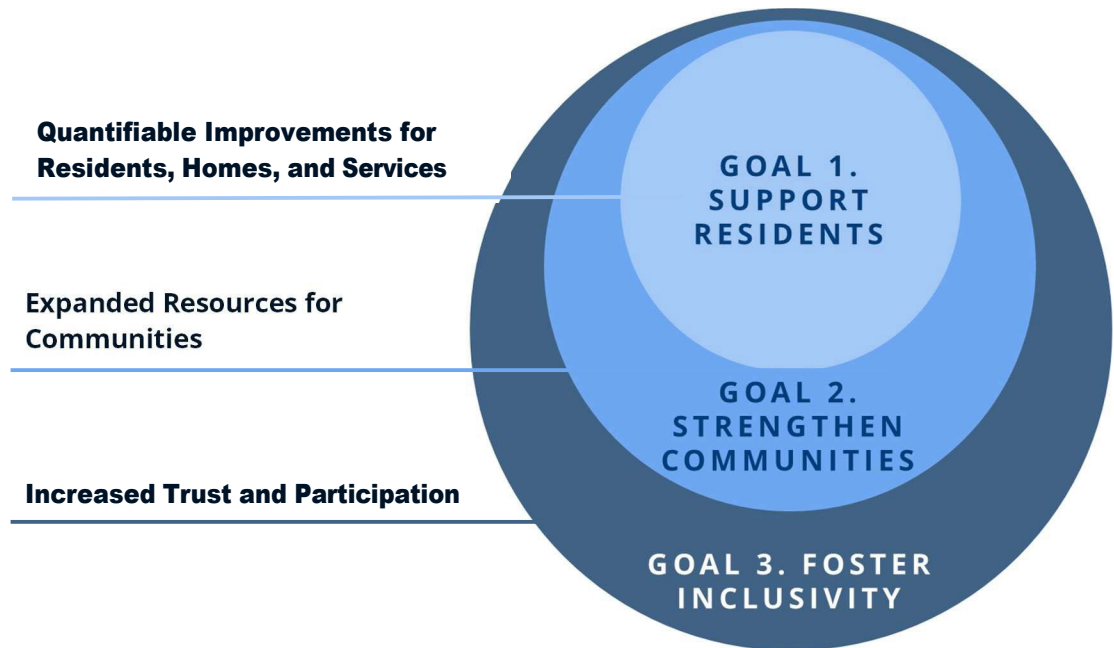 Quantifiable Improvements for
Residents, Homes, and Services
GOAL 1.
SUPPORT
RESIDENTS
Expanded Resources for
Communities
GOAL 2.
STRENGTHEN
COMMUNITIES
Increased Trust and Participation
GOAL 3. FOSTER
INCLUSIVITY